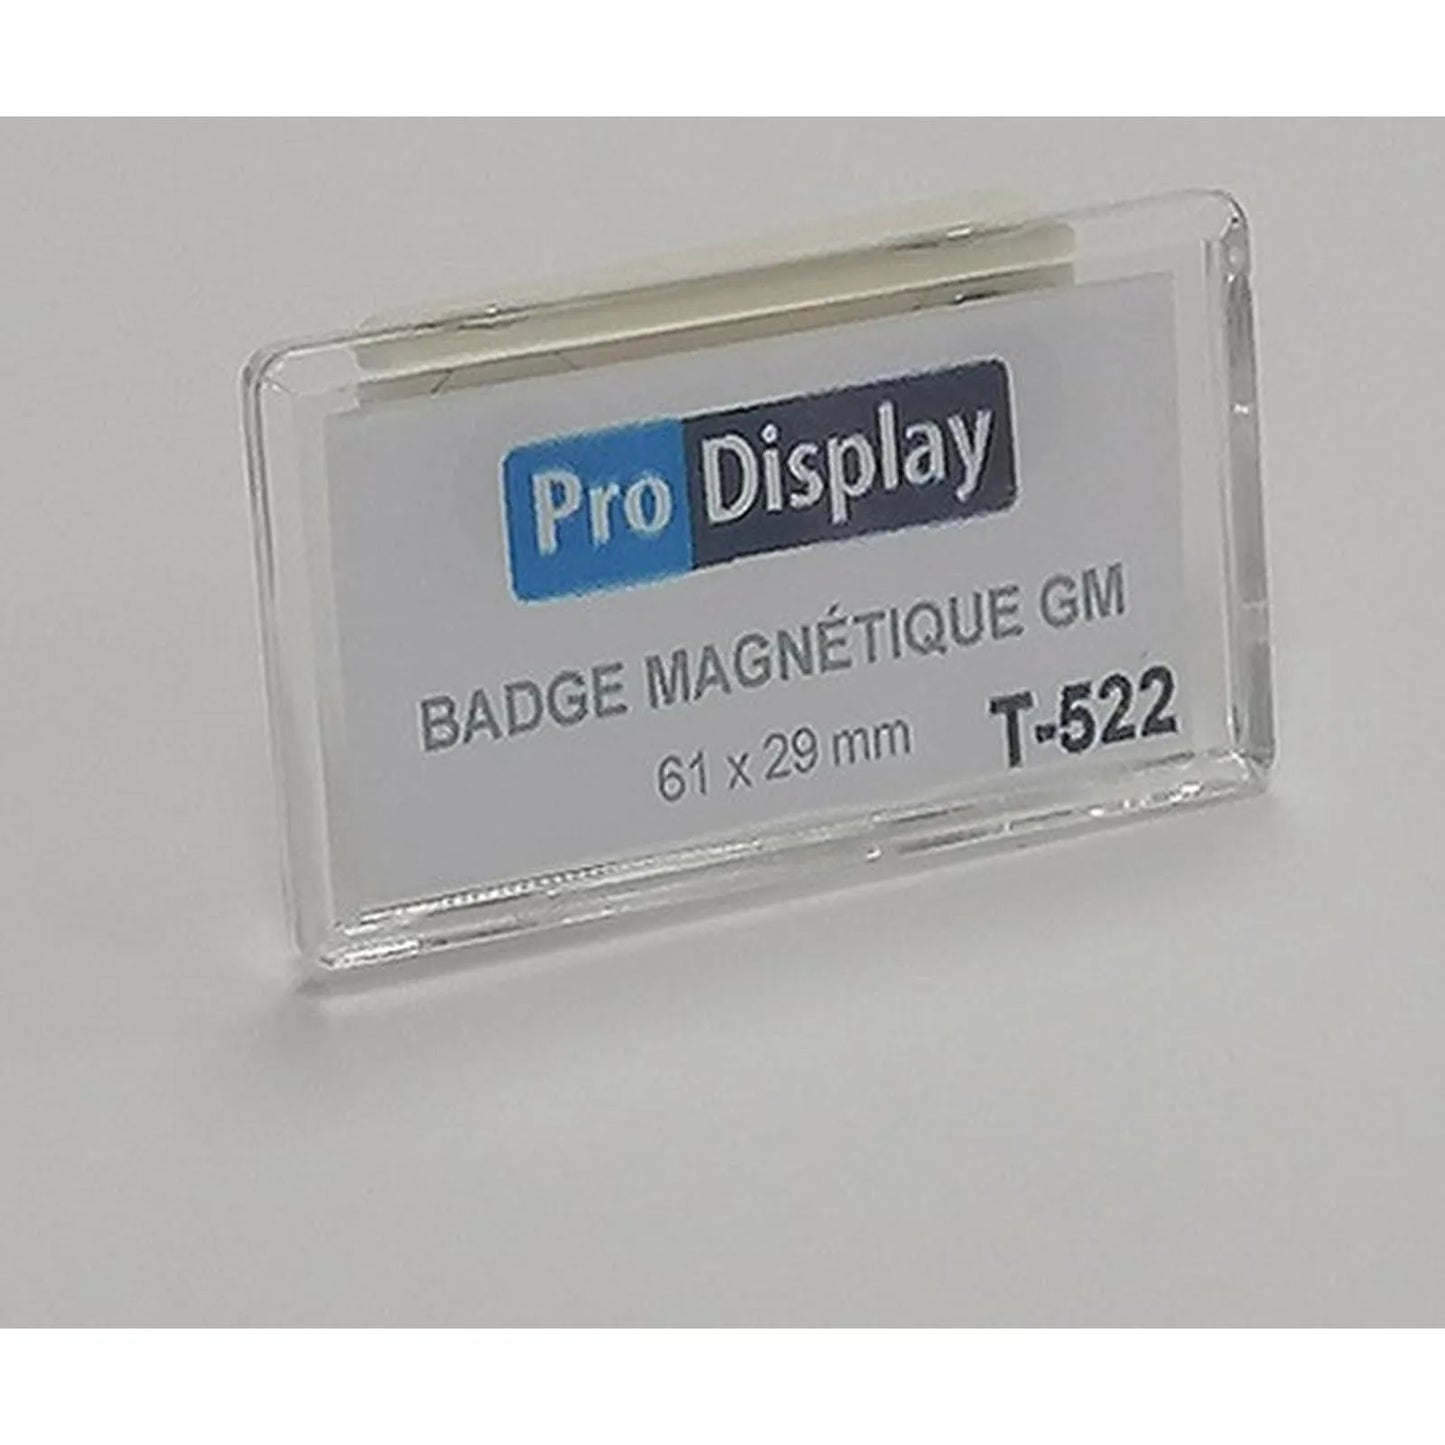 Pro Display
BADGE MAGNÉTIQUE GM
61 x 29 mm T-522